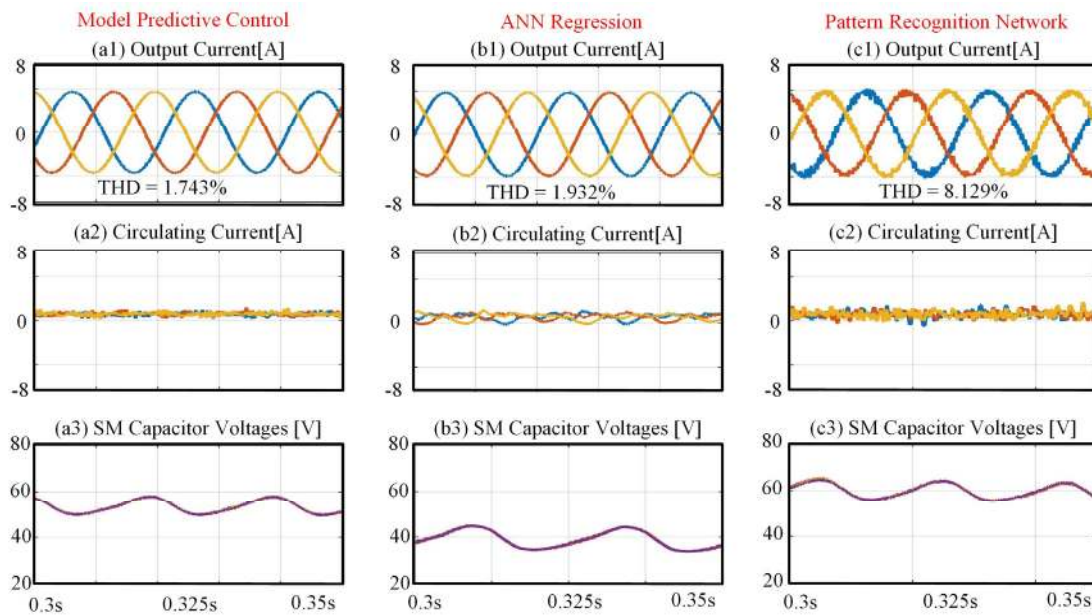 Model Predictive Control
ANN Regression
Pattern Recognition Network
(a1) Output Current[A]
(b1) Output Current[A]
(c1) Output Current[A]
8
0
-8
THD = 1.743%
8
0
-8
THD = 1.932%
8
0
-8
THD = 8.129%
(a2) Circulating Current[A]
(b2) Circulating Current[A]
(c2) Circulating Current[A]
8
0
-8
8
0
-8
8
0
-8
(a3) SM Capacitor Voltages [V]
(b3) SM Capacitor Voltages [V]
(c3) SM Capacitor Voltages [V]
80
60
40
20
80
60
40
20
80
60
40
20
0.3s 0.325s 0.35s
0.3s 0.325s 0.35s
0.3s 0.325s 0.35s